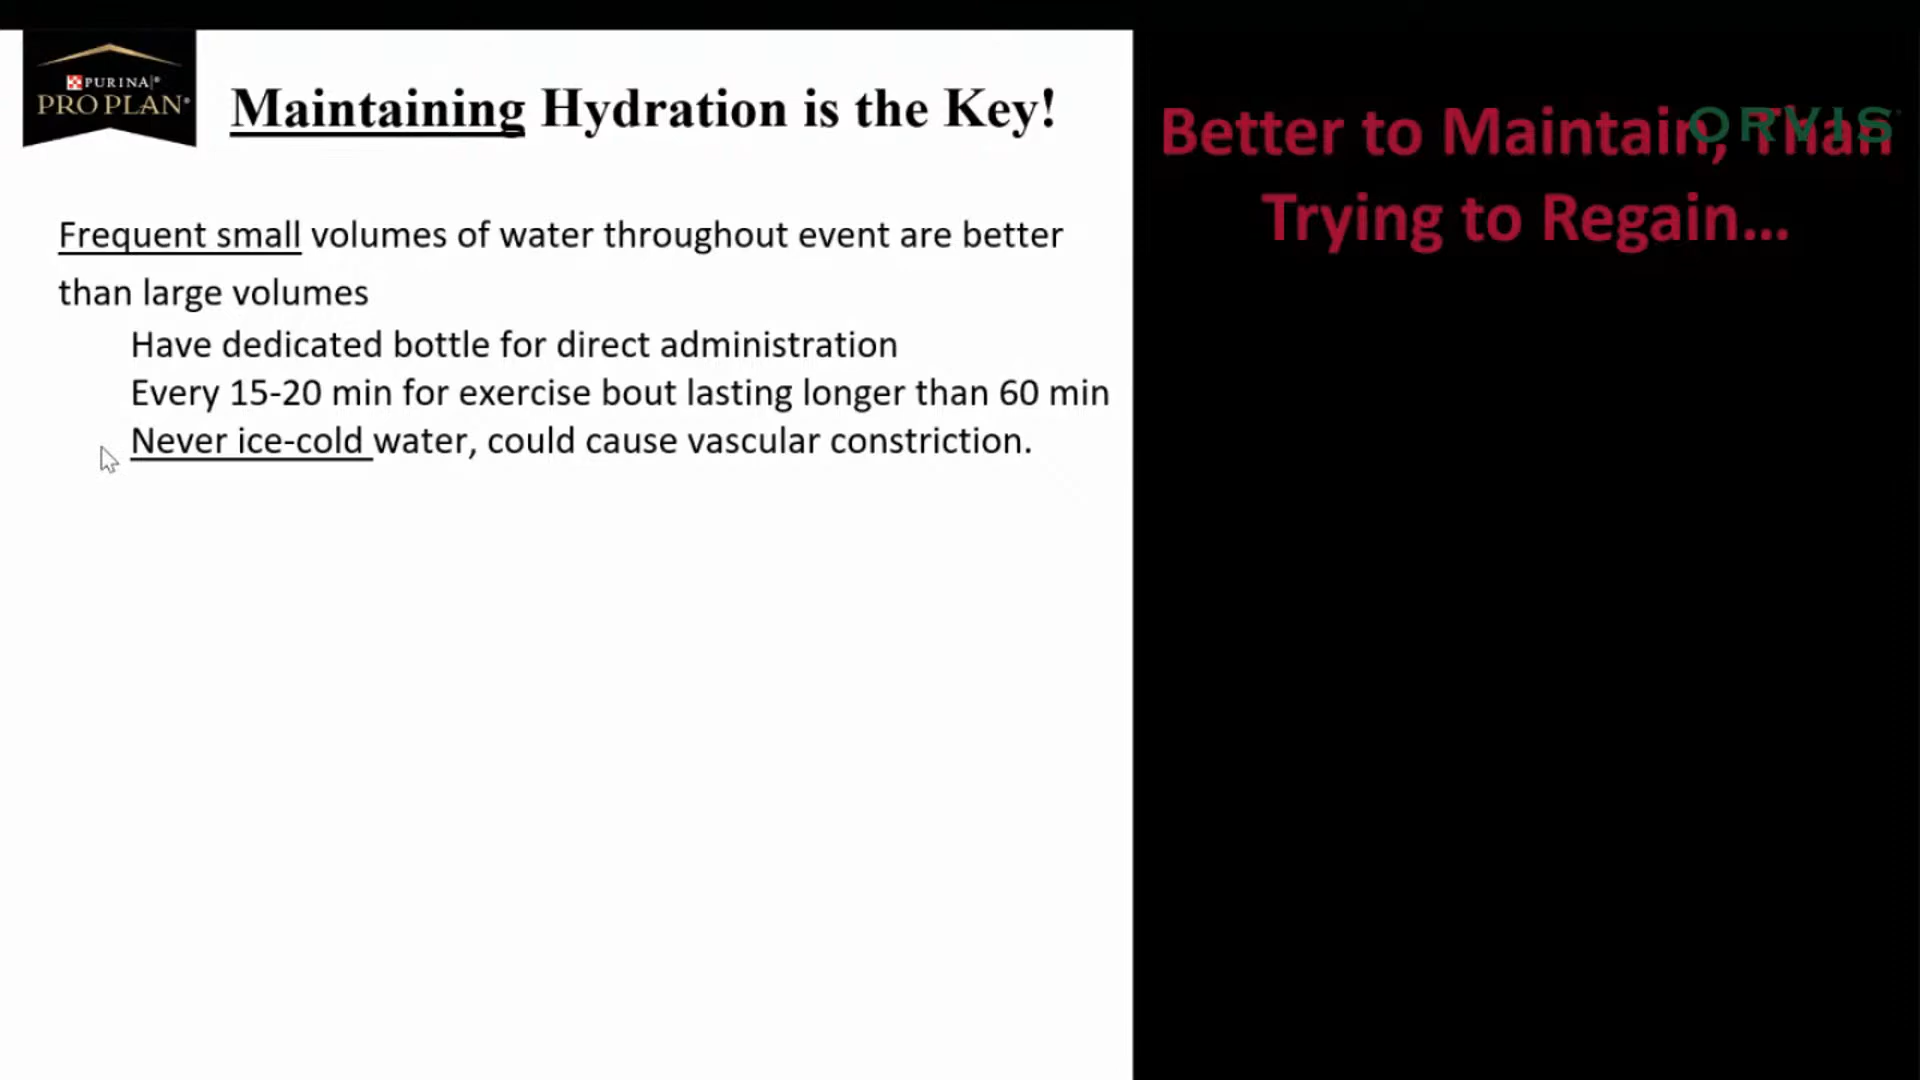 PURINA®
PRO PLAN®
Maintaining Hydration is the Key!
Frequent small volumes of water throughout event are better
than large volumes
Have dedicated bottle for direct administration
Every 15-20 min for exercise bout lasting longer than 60 min
Never ice-cold water, could cause vascular constriction.
ORVIS
Better to Maintain, Than
Trying to Regain...